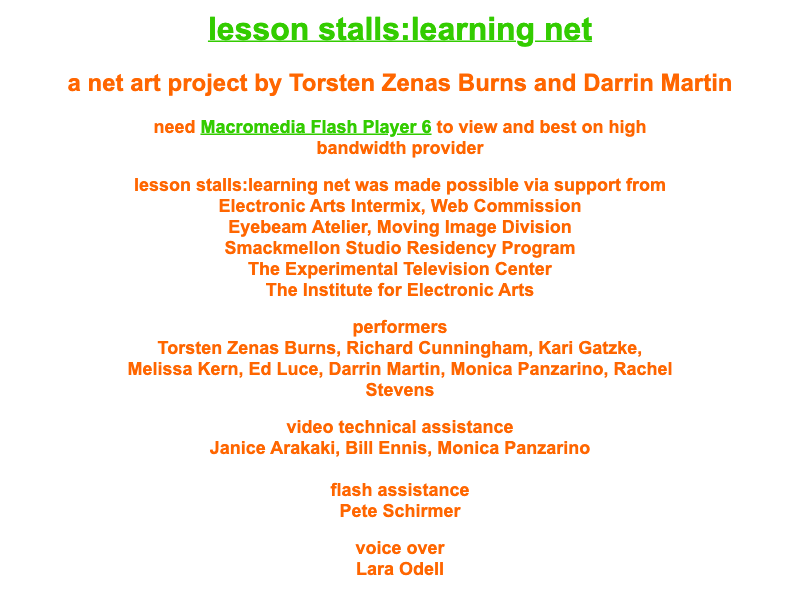 lesson stalls:learning net
a net art project by Torsten Zenas Burns and Darrin Martin
need Macromedia Flash Player 6 to view and best on high
bandwidth provider
lesson stalls:learning net was made possible via support from
Electronic Arts Intermix, Web Commission
Eyebeam Atelier, Moving Image Division
Smackmellon Studio Residency Program
The Experimental Television Center
The Institute for Electronic Arts
performers
Torsten Zenas Burns, Richard Cunningham, Kari Gatzke,
Melissa Kern, Ed Luce, Darrin Martin, Monica Panzarino, Rachel
Stevens
video technical assistance
Janice Arakaki, Bill Ennis, Monica Panzarino
flash assistance
Pete Schirmer
voice over
Lara Odell